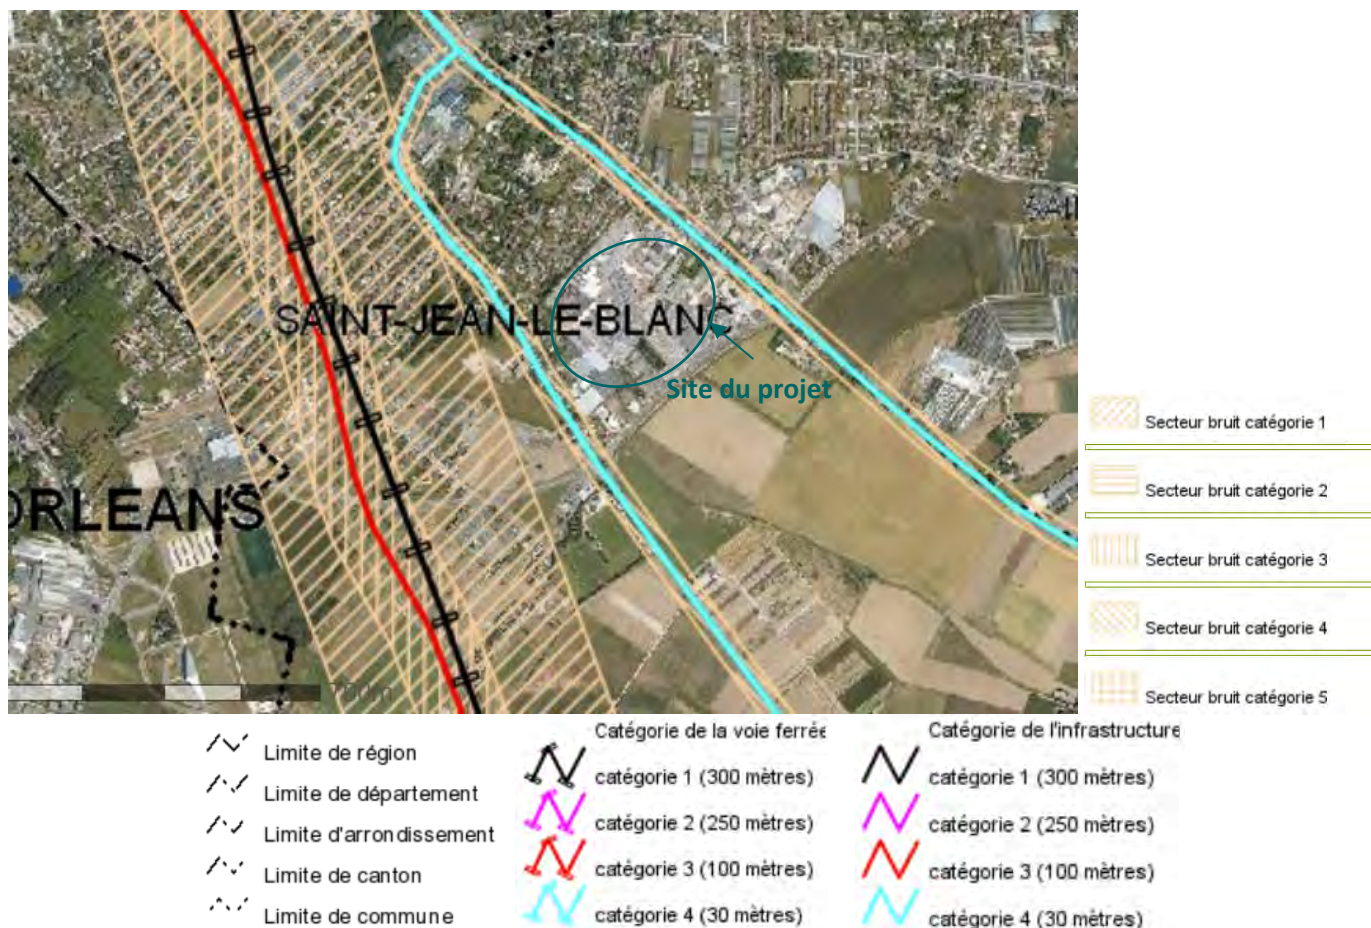 SAINT-JEAN-LE-BLANC
Site du projet
ORLEANS
Secteur bruit catégorie 1
Secteur bruit catégorie 2
Secteur bruit catégorie 3
Secteur bruit catégorie 4
Secteur bruit catégorie 5
Limite de région
Limite de département
Limite d'arrondissement
Limite de canton
Limite de commune
Catégorie de la voie ferrée
catégorie 1 (300 mètres)
catégorie 2 (250 mètres)
catégorie 3 (100 mètres)
catégorie 4 (30 mètres)
Catégorie de l'infrastructure
catégorie 1 (300 mètres)
catégorie 2 (250 mètres)
catégorie 3 (100 mètres)
catégorie 4 (30 mètres)